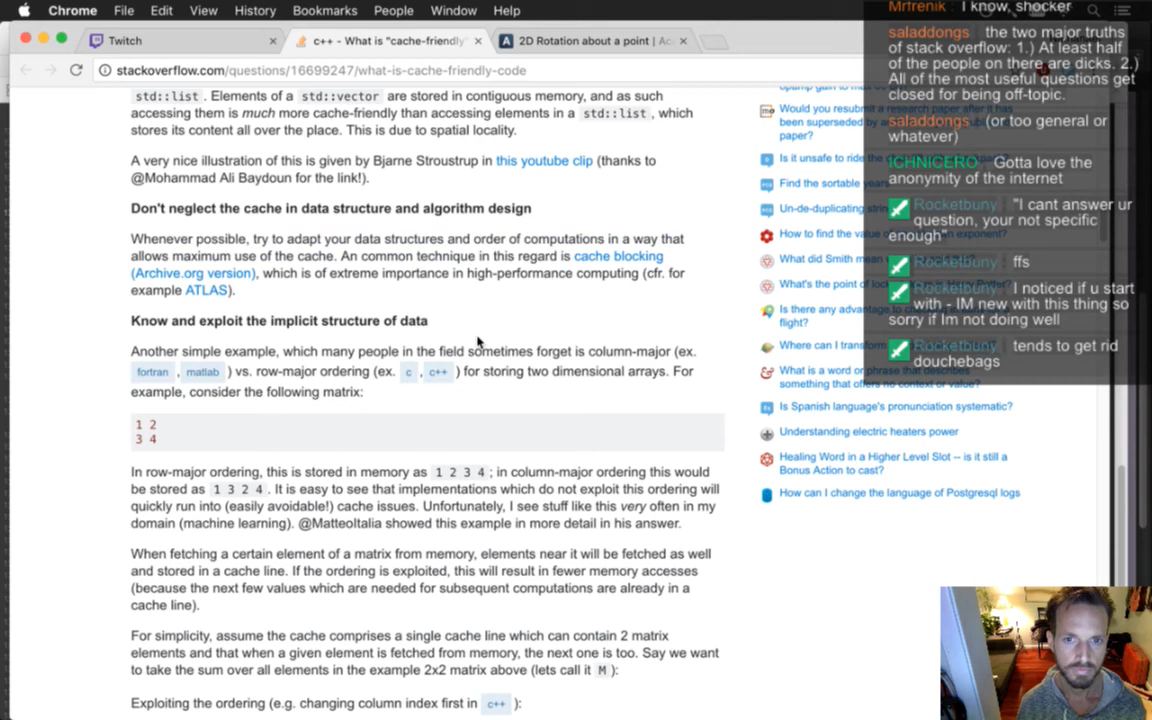 Chrome File Edit View History Bookmarks People Window Help
Twitch
c++ - What is "cache-friendly"
2D Rotation about a point
stackoverflow.com/questions/16699247/what-is-cache-friendly-code
std::list . Elements of a std::vector are stored in contiguous memory, and as such
accessing them is much more cache-friendly than accessing elements in a std::list , which
stores its content all over the place. This is due to spatial locality.
A very nice illustration of this is given by Bjarne Stroustrup in this youtube clip (thanks to
@Mohammad Ali Baydoun for the link!).
Don't neglect the cache in data structure and algorithm design
Whenever possible, try to adapt your data structures and order of computations in a way that
allows maximum use of the cache. An common technique in this regard is cache blocking
(Archive.org version), which is of extreme importance in high-performance computing (cfr. for
example ATLAS).
Know and exploit the implicit structure of data
Another simple example, which many people in the field sometimes forget is column-major (ex.
fortran , matlab ) vs. row-major ordering (ex. c , c++ ) for storing two dimensional arrays. For
example, consider the following matrix:
1 2
3 4
In row-major ordering, this is stored in memory as 1 2 3 4 ; in column-major ordering this would
be stored as 1 3 2 4 . It is easy to see that implementations which do not exploit this ordering will
quickly run into (easily avoidable!) cache issues. Unfortunately, I see stuff like this very often in my
domain (machine learning). @MatteoItalia showed this example in more detail in his answer.
When fetching a certain element of a matrix from memory, elements near it will be fetched as well
and stored in a cache line. If the ordering is exploited, this will result in fewer memory accesses
(because the next few values which are needed for subsequent computations are already in a
cache line).
For simplicity, assume the cache comprises a single cache line which can contain 2 matrix
elements and that when a given element is fetched from memory, the next one is too. Say we want
to take the sum over all elements in the example 2x2 matrix above (lets call it M ):
Exploiting the ordering (e.g. changing column index first in c++ ):
Would you resubmit a research paper after it has
been superseded by
paper?
Is it unsafe to ride the
Find the sortable years
Un-de-duplicating
How to find the value of exponent?
What did Smith mean
What's the point of
Is there any advantage
flight?
Where can I
What is a word or phrase that describes
something that offers no context or value?
Is Spanish language's pronunciation systematic?
Understanding electric heaters power
Healing Word in a Higher Level Slot -- is it still a
Bonus Action to cast?
How can I change the language of Postgresql logs
Mrfrenik I know, shocker
saladdongs the two major truths
of stack overflow: 1.) At least half
of the people on there are dicks. 2.)
All of the most useful questions get
closed for being off-topic.
saladdongs (or too general or
whatever)
ICHNICERO Gotta love the
anonymity of the internet
Rocketbuny "I cant answer ur
question, your not specific
enough"
Rocketbuny ffs
Rocketbuny I noticed if u start
with - IM new with this thing so
sorry if Im not doing well
Rocketbuny tends to get rid
douchebags